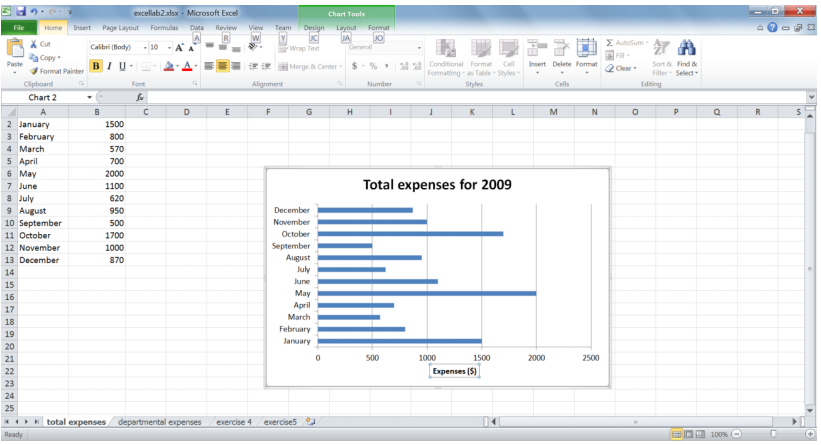 excellab2.xlsx - Microsoft Excel
Chart Tools
File Home Insert Page Layout Formulas Data Review View Team Design Layout Format
A R W Y JC JA JO
Paste
Cut
Copy
Format Painter
Clipboard
Calibri (Body) 10 A A
B I U A
Font
Wrap Text
Merge & Center
Alignment
General
$ % , .00 .00
Number
Conditional Formatting
Format as Table
Cell Styles
Styles
Insert Delete Format
Cells
Σ AutoSum
Fill
Clear
Sort & Filter
Find & Select
Editing
Chart 2 fx
A B C D E F G H I J K L M N O P Q R S
2 January 1500
3 February 800
4 March 570
5 April 700
6 May 2000
7 June 1100
8 July 620
9 August 950
10 September 500
11 October 1700
12 November 1000
13 December 870
14
15
16
17
18
19
20
21
22
23
24
25
Total expenses for 2009
December
November
October
September
August
July
June
May
April
March
February
January
0 500 1000 1500 2000 2500
Expenses ($)
total expenses departmental expenses exercise 4 exercise5
Ready 100%